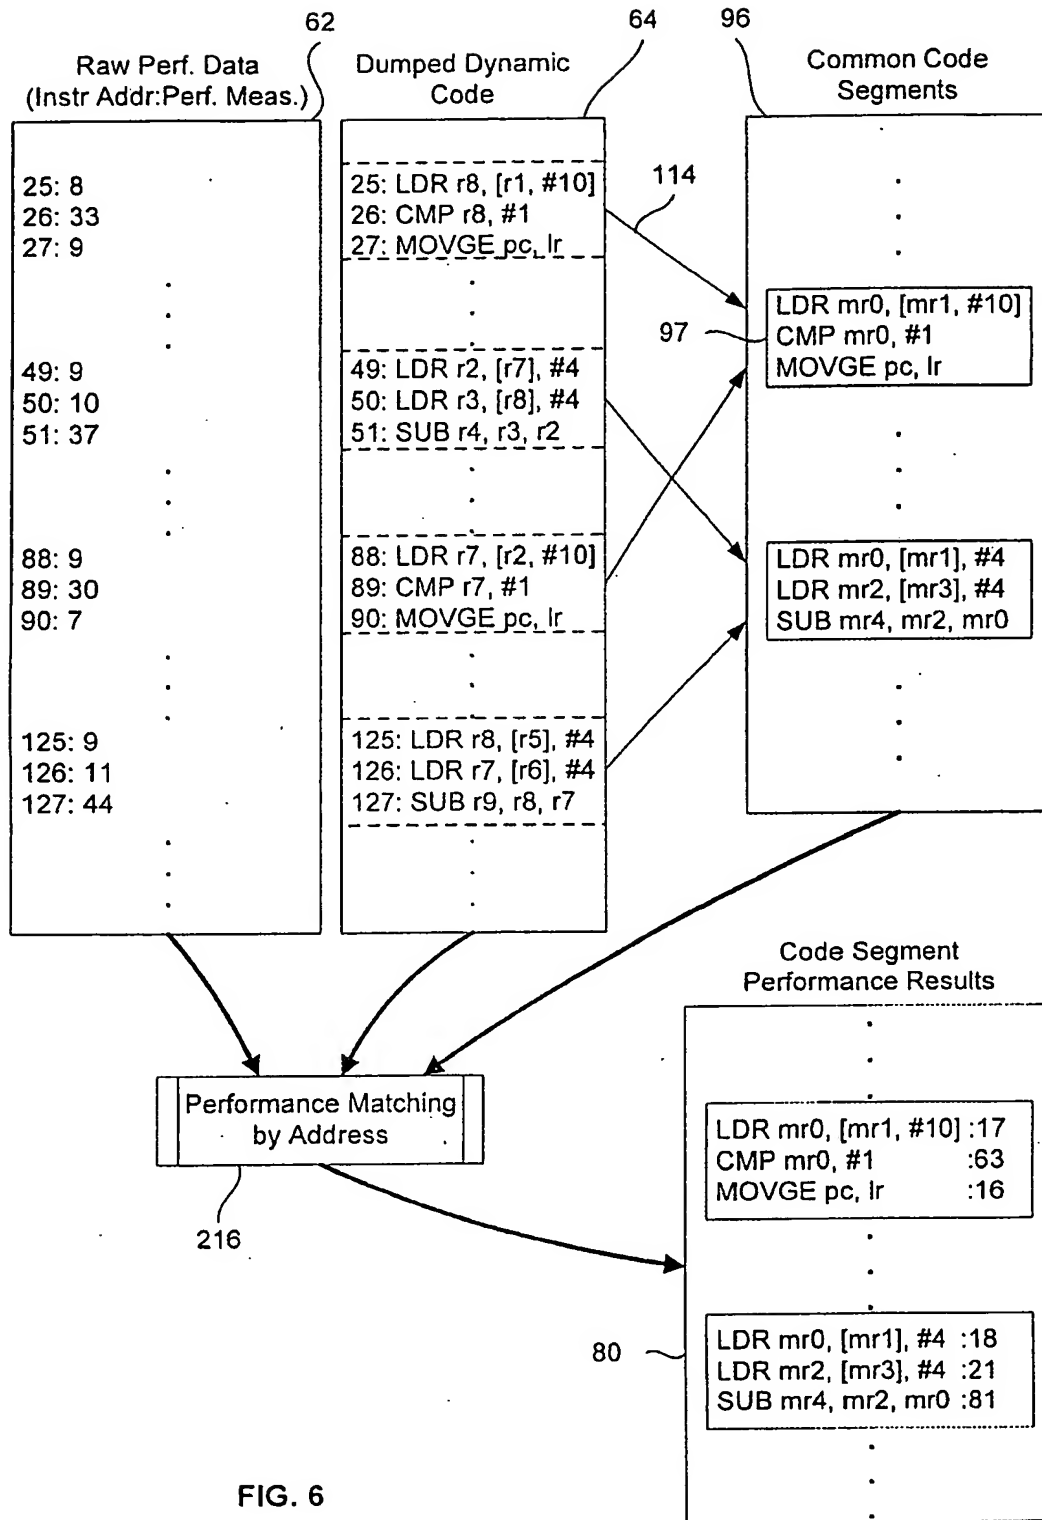 62
64
96
Raw Perf. Data
(Instr Addr:Perf. Meas.)
Dumped Dynamic
Code
Common Code
Segments
25: 8
26: 33
27: 9
49: 9
50: 10
51: 37
88: 9
89: 30
90: 7
125: 9
126: 11
127: 44
25: LDR r8, [r1, #10]
26: CMP r8, #1
27: MOVGE pc, lr
49: LDR r2, [r7], #4
50: LDR r3, [r8], #4
51: SUB r4, r3, r2
88: LDR r7, [r2, #10]
89: CMP r7, #1
90: MOVGE pc, lr
125: LDR r8, [r5], #4
126: LDR r7, [r6], #4
127: SUB r9, r8, r7
114
97
LDR mr0, [mr1, #10]
CMP mr0, #1
MOVGE pc, lr
LDR mr0, [mr1], #4
LDR mr2, [mr3], #4
SUB mr4, mr2, mr0
Performance Matching
by Address
216
Code Segment
Performance Results
LDR mr0, [mr1, #10] :17
CMP mr0, #1 :63
MOVGE pc, lr :16
80
LDR mr0, [mr1], #4 :18
LDR mr2, [mr3], #4 :21
SUB mr4, mr2, mr0 :81
FIG. 6